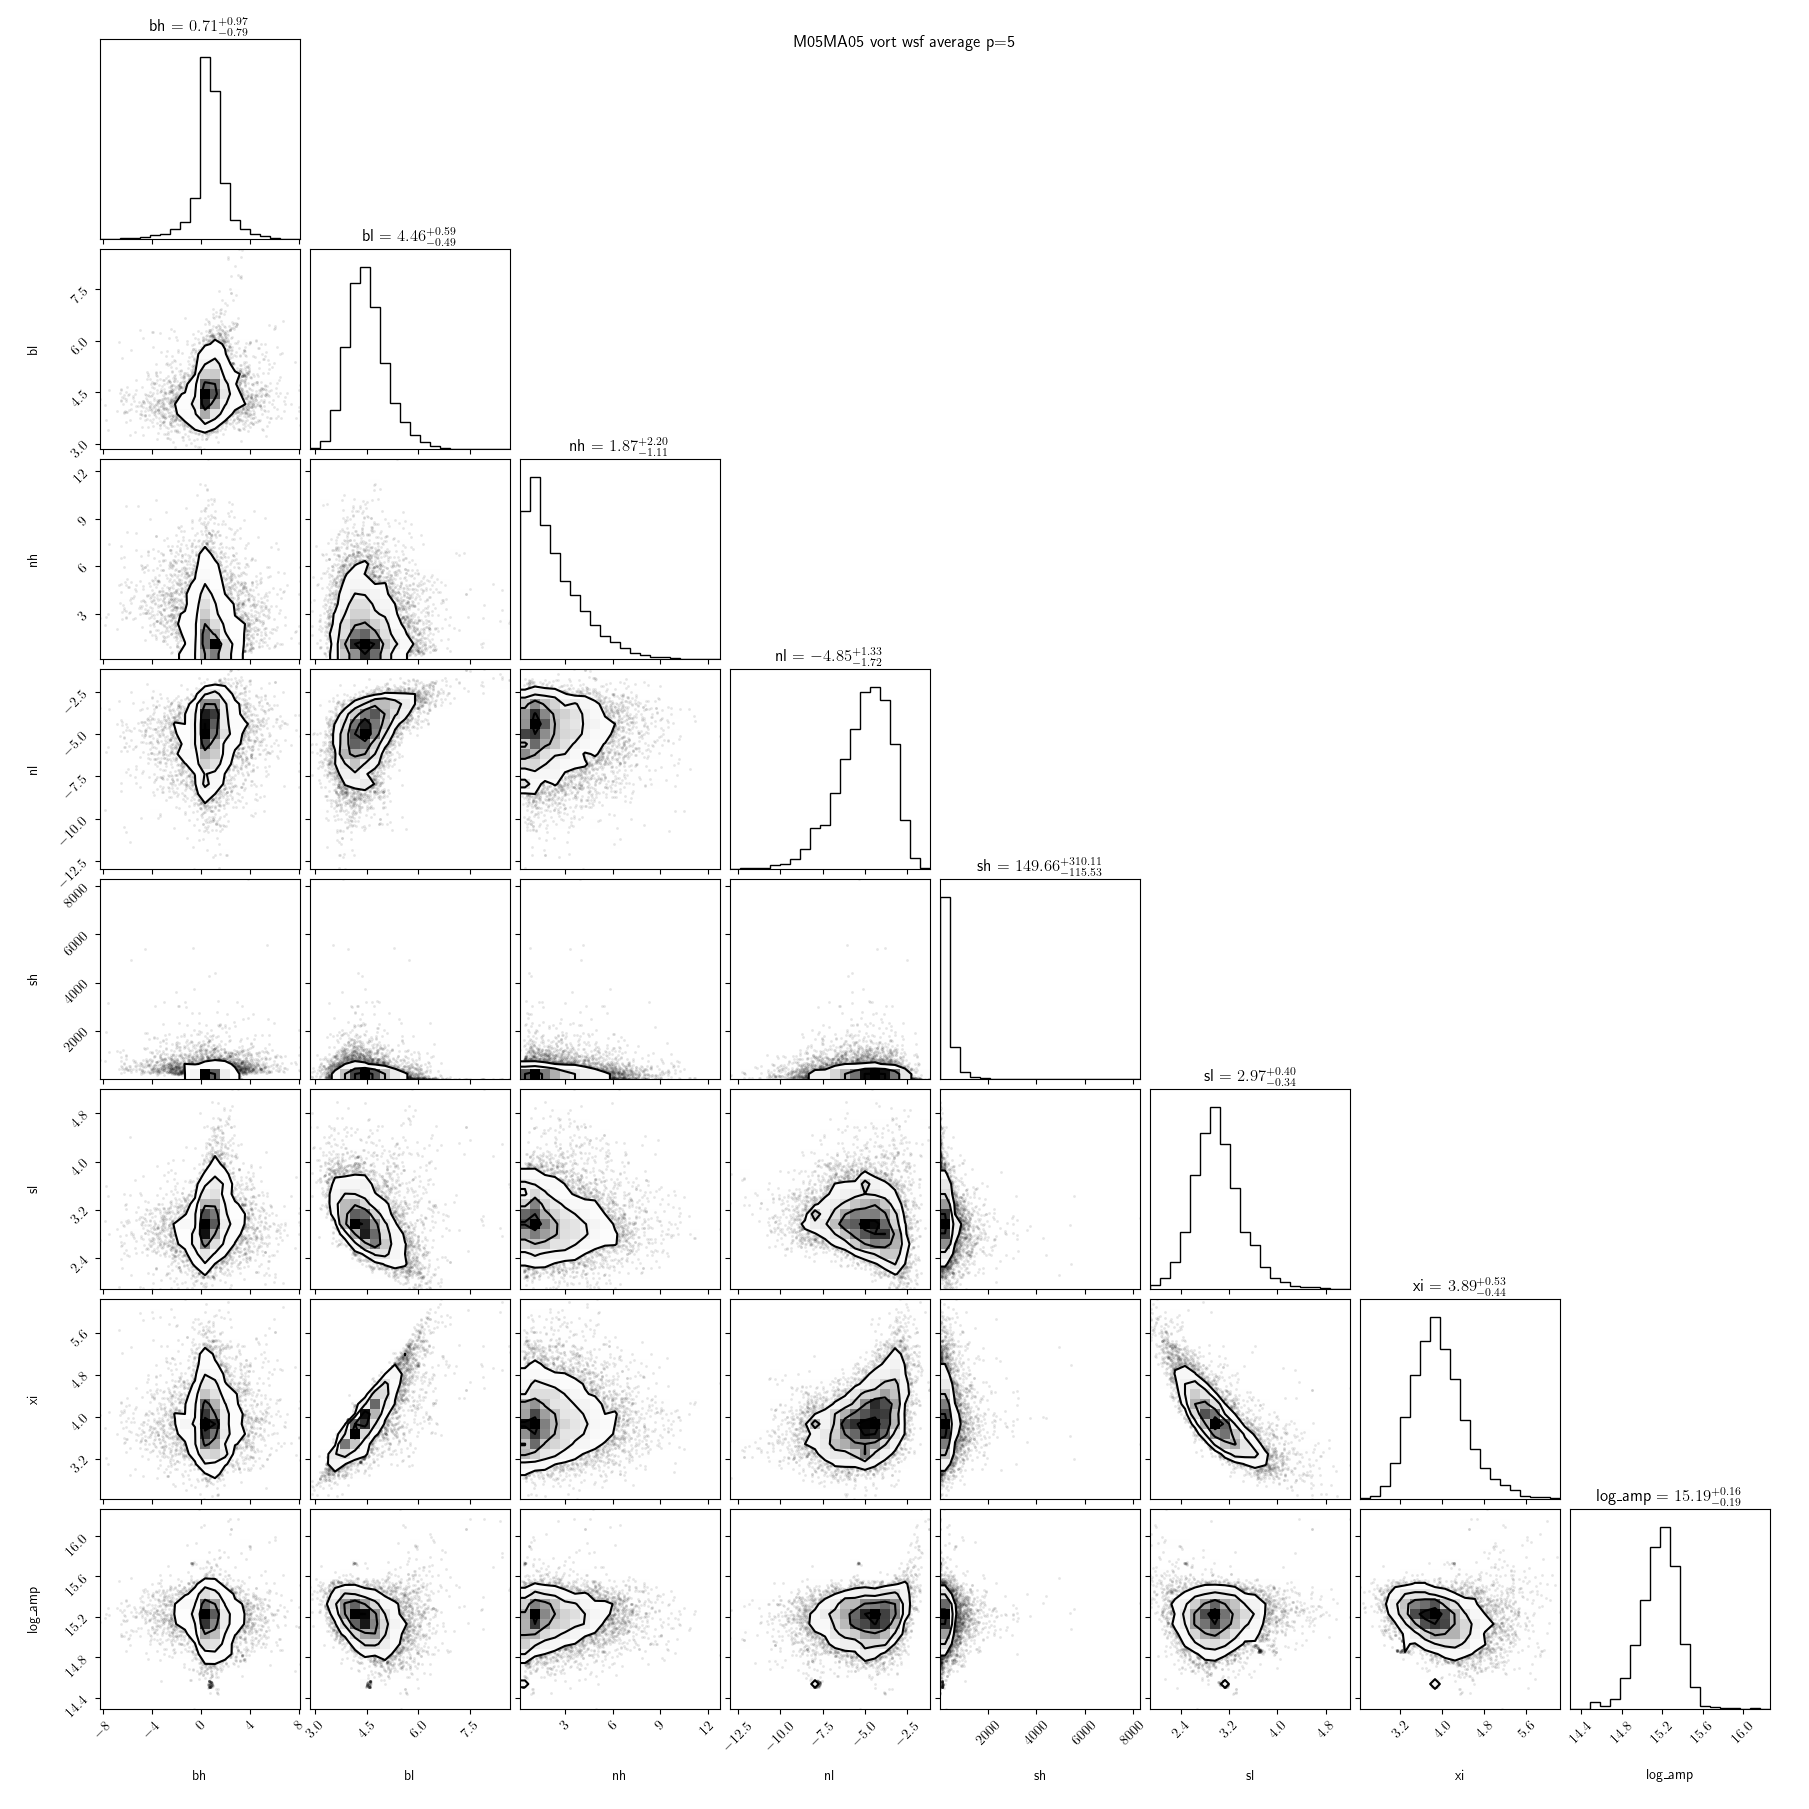 bh = 0.71+0.97 −0.79
M05MA05 vort wsf average p=5
bl = 4.46+0.59 −0.49
7.5
6.0
4.5
3.0
bl
nh = 1.87+2.20 −1.11
12
9
6
3
nh
nl = −4.85+1.33 −1.72
−2.5
−5.0
−7.5
−10.0
−12.5
nl
sh = 149.66+310.11 −115.53
8000
6000
4000
2000
sh
sl = 2.97+0.40 −0.34
4.8
4.0
3.2
2.4
sl
xi = 3.89+0.53 −0.44
5.6
4.8
4.0
3.2
xi
log_amp = 15.19+0.16 −0.19
16.0
15.6
15.2
14.8
14.4
log_amp
−8 −4 0 4 8 3.0 4.5 6.0 7.5 3 6 9 12 −12.5 −10.0 −7.5 −5.0 −2.5 2000 4000 6000 8000 2.4 3.2 4.0 4.8 3.2 4.0 4.8 5.6 14.4 14.8 15.2 15.6 16.0
bh bl nh nl sh sl xi log_amp